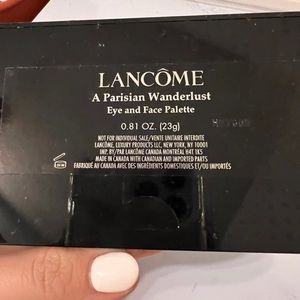 LANCÔME
A Parisian Wanderlust
Eye and Face Palette
0.81 OZ. (23g)
NOT FOR INDIVIDUAL SALE/VENTE UNITAIRE INTERDITE
LANCÔME, LUXURY PRODUCTS LLC, NEW YORK, NY 10001
IMP. BY/PAR LANCÔME CANADA MONTRÉAL H4T 1K5
MADE IN CANADA WITH CANADIAN AND IMPORTED PARTS
FABRIQUÉ AU CANADA AVEC DES INGRÉDIENTS DOMESTIQUES ET/OU IMPORTÉS